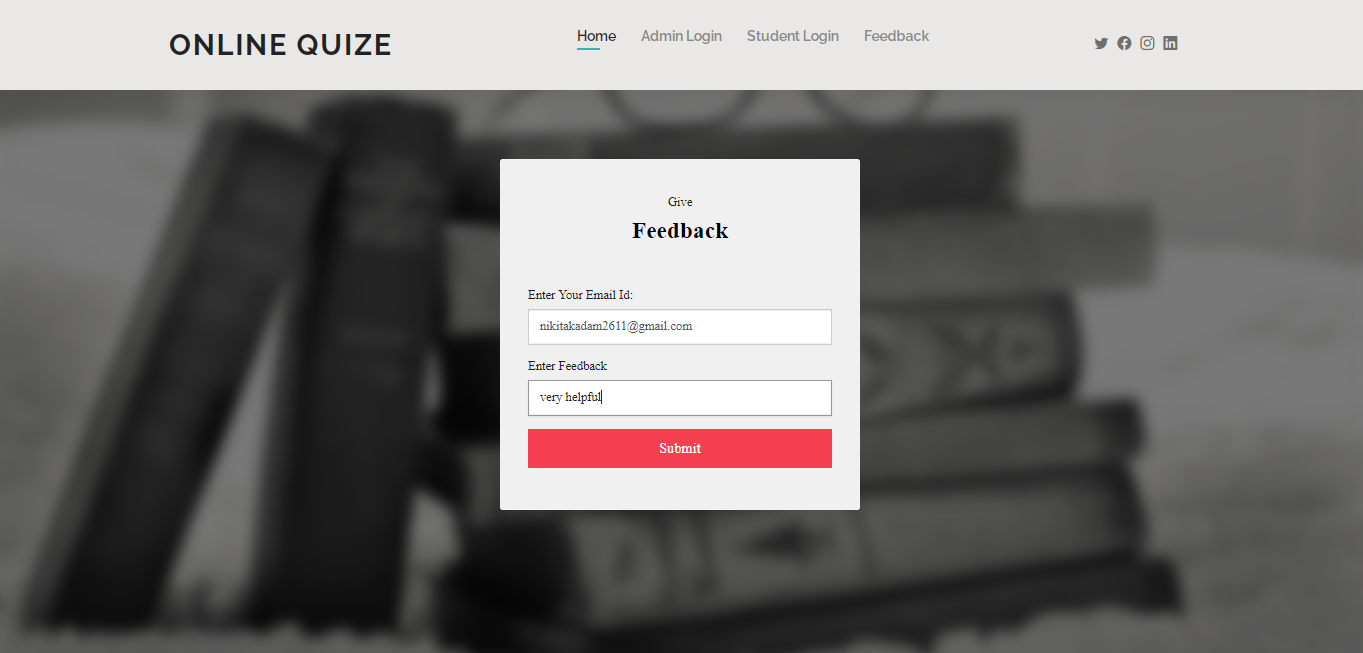 ONLINE QUIZE
Home Admin Login Student Login Feedback
Give
Feedback
Enter Your Email Id:
nikitakadam2611@gmail.com
Enter Feedback
very helpful
Submit